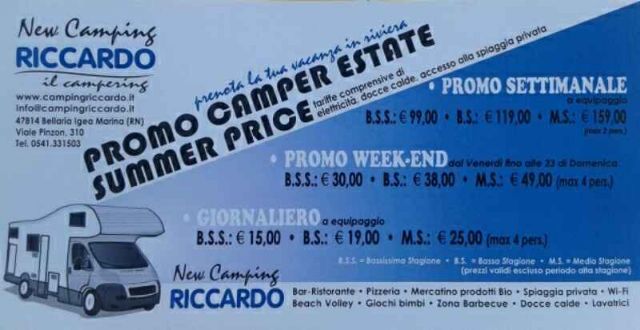 New Camping
RICCARDO
il campering
www.campingriccardo.it
info@campingriccardo.it
47814 Bellaria Igea Marina (RN)
Viale Pinzon, 310
Tel. 0541.331503
prenota la tua vacanza in riviera
PROMO CAMPER ESTATE
SUMMER PRICE
tariffe comprensive di
elettricità, docce calde, accesso alla spiaggia privata
• PROMO SETTIMANALE
a equipaggio
B.S.S.: € 99,00 • B.S.: € 119,00 • M.S.: € 159,00
(max 2 pers.)
• PROMO WEEK-END dal Venerdì fino alle 23 di Domenica
B.S.S.: € 30,00 • B.S.: € 38,00 • M.S.: € 49,00 (max 4 pers.)
• GIORNALIERO a equipaggio
B.S.S.: € 15,00 • B.S.: € 19,00 • M.S.: € 25,00 (max 4 pers.)
B.S.S. = Bassissima Stagione • B.S. = Bassa Stagione • M.S. = Media Stagione
(prezzi validi escluso periodo alta stagione)
New Camping
RICCARDO
Bar-Ristorante • Pizzeria • Mercatino prodotti Bio • Spiaggia privata • Wi-Fi
Beach Volley • Giochi bimbi • Zona Barbecue • Docce calde • Lavatrici